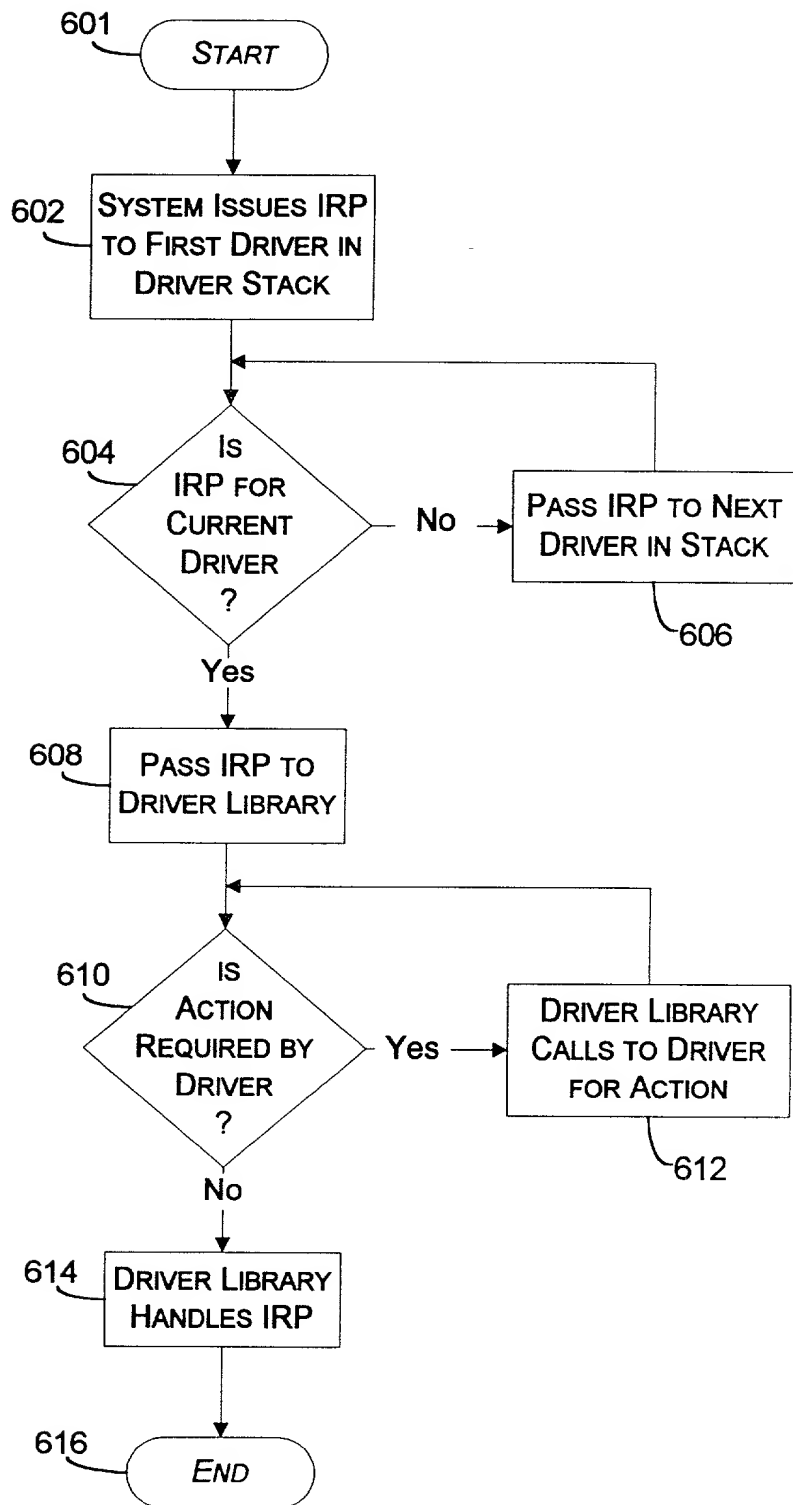 601
START
602
SYSTEM ISSUES IRP
TO FIRST DRIVER IN
DRIVER STACK
604
IS
IRP FOR
CURRENT
DRIVER
?
No
PASS IRP TO NEXT
DRIVER IN STACK
606
Yes
608
PASS IRP TO
DRIVER LIBRARY
610
IS
ACTION
REQUIRED BY
DRIVER
?
Yes
DRIVER LIBRARY
CALLS TO DRIVER
FOR ACTION
612
No
614
DRIVER LIBRARY
HANDLES IRP
616
END